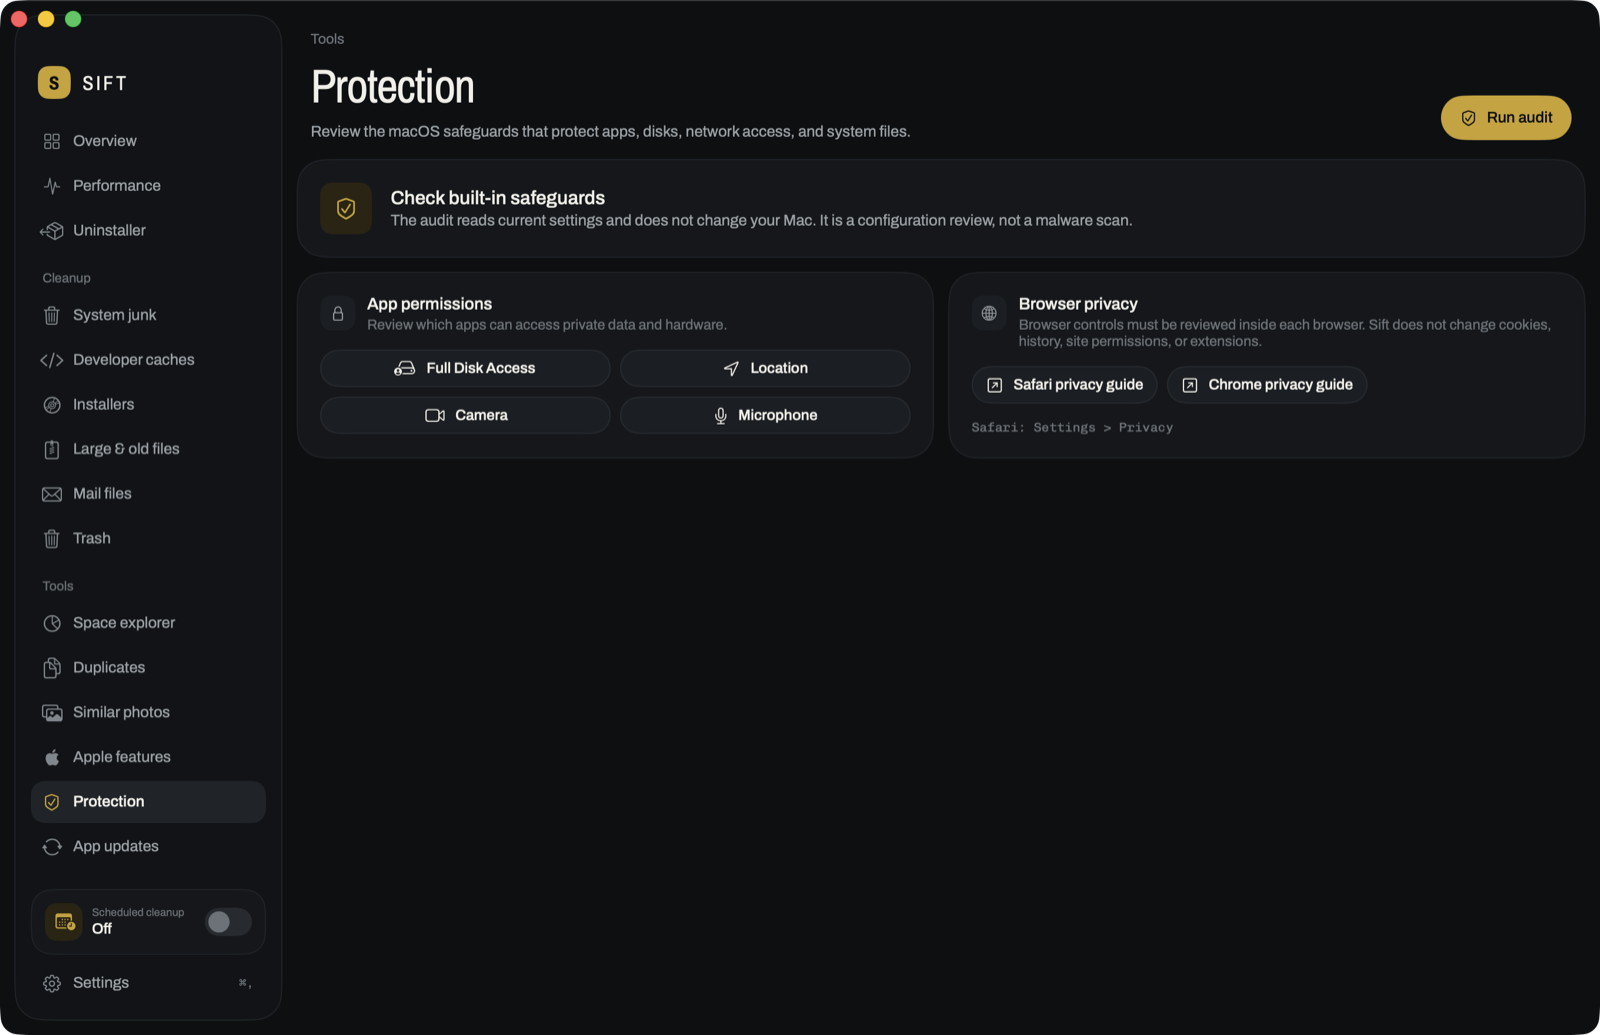 S SIFT
Overview
Performance
Uninstaller
Cleanup
System junk
Developer caches
Installers
Large & old files
Mail files
Trash
Tools
Space explorer
Duplicates
Similar photos
Apple features
Protection
App updates
Scheduled cleanup
Off
Settings ⌘,
Tools
Protection
Review the macOS safeguards that protect apps, disks, network access, and system files.
Run audit
Check built-in safeguards
The audit reads current settings and does not change your Mac. It is a configuration review, not a malware scan.
App permissions
Review which apps can access private data and hardware.
Full Disk Access
Location
Camera
Microphone
Browser privacy
Browser controls must be reviewed inside each browser. Sift does not change cookies,
history, site permissions, or extensions.
Safari privacy guide
Chrome privacy guide
Safari: Settings > Privacy